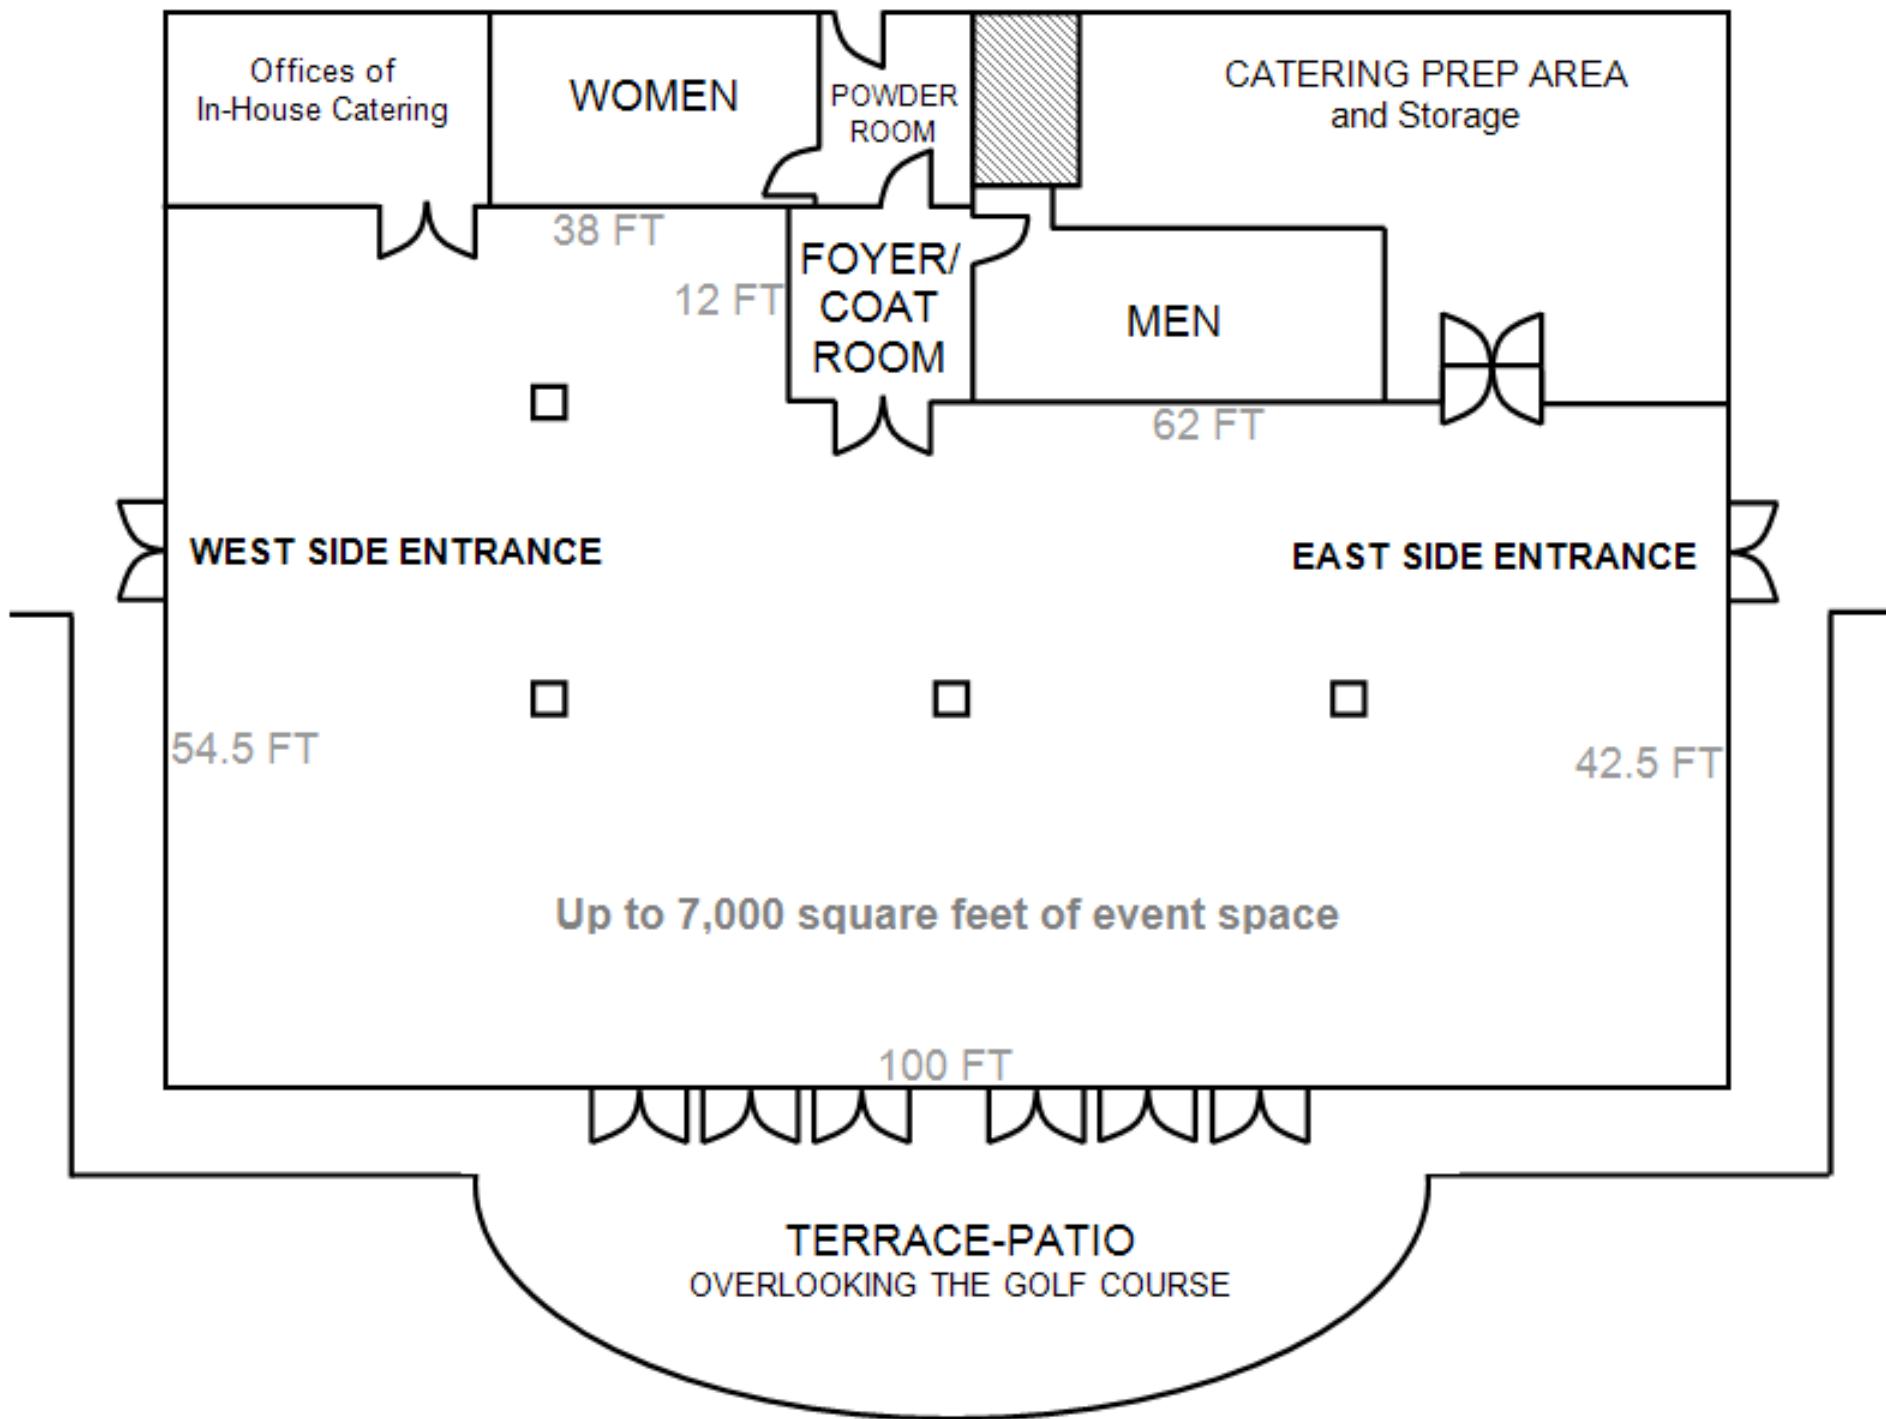 Offices of
In-House Catering
WOMEN
POWDER
ROOM
CATERING PREP AREA
and Storage
38 FT
12 FT
FOYER/
COAT
ROOM
MEN
62 FT
WEST SIDE ENTRANCE
EAST SIDE ENTRANCE
54.5 FT
42.5 FT
Up to 7,000 square feet of event space
100 FT
TERRACE-PATIO
OVERLOOKING THE GOLF COURSE